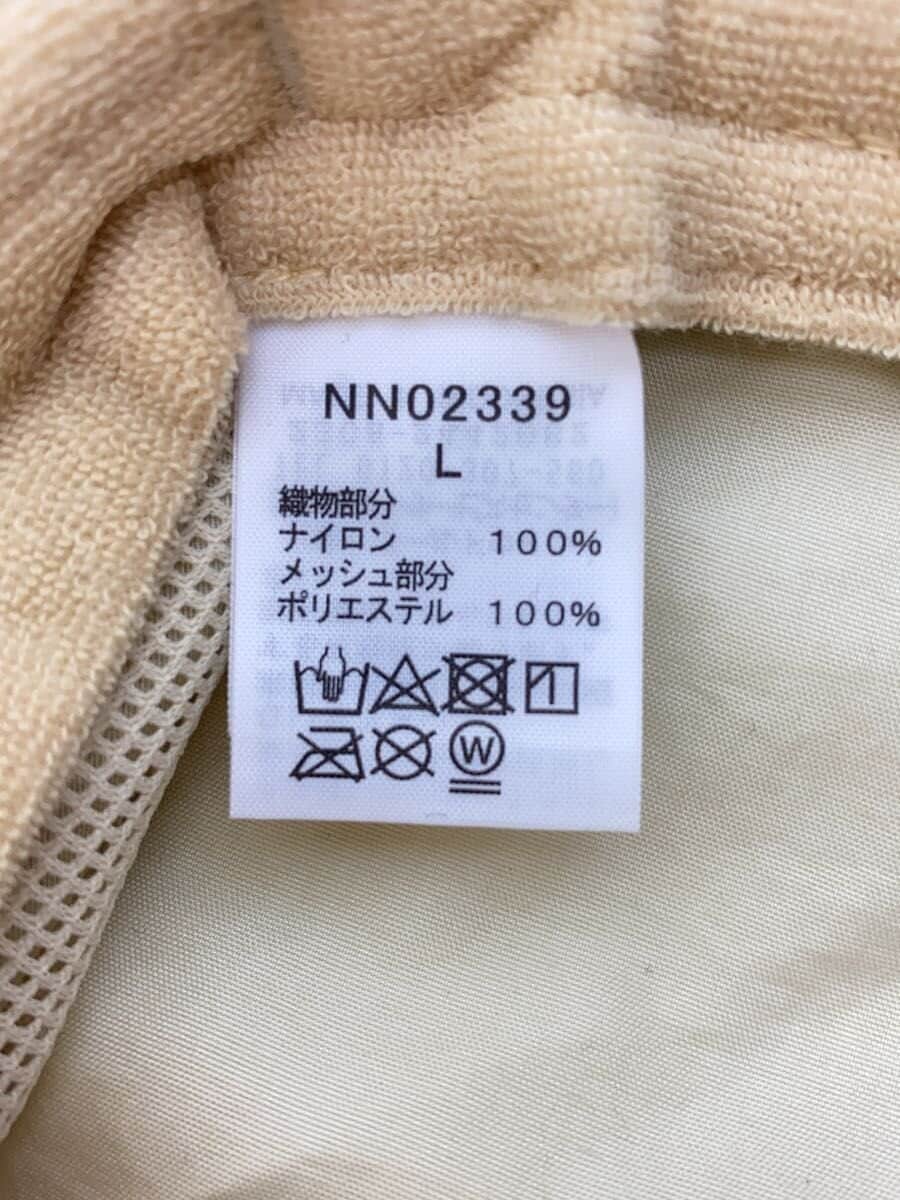 NN02339
L
織物部分
ナイロン 100%
メッシュ部分
ポリエステル 100%
W